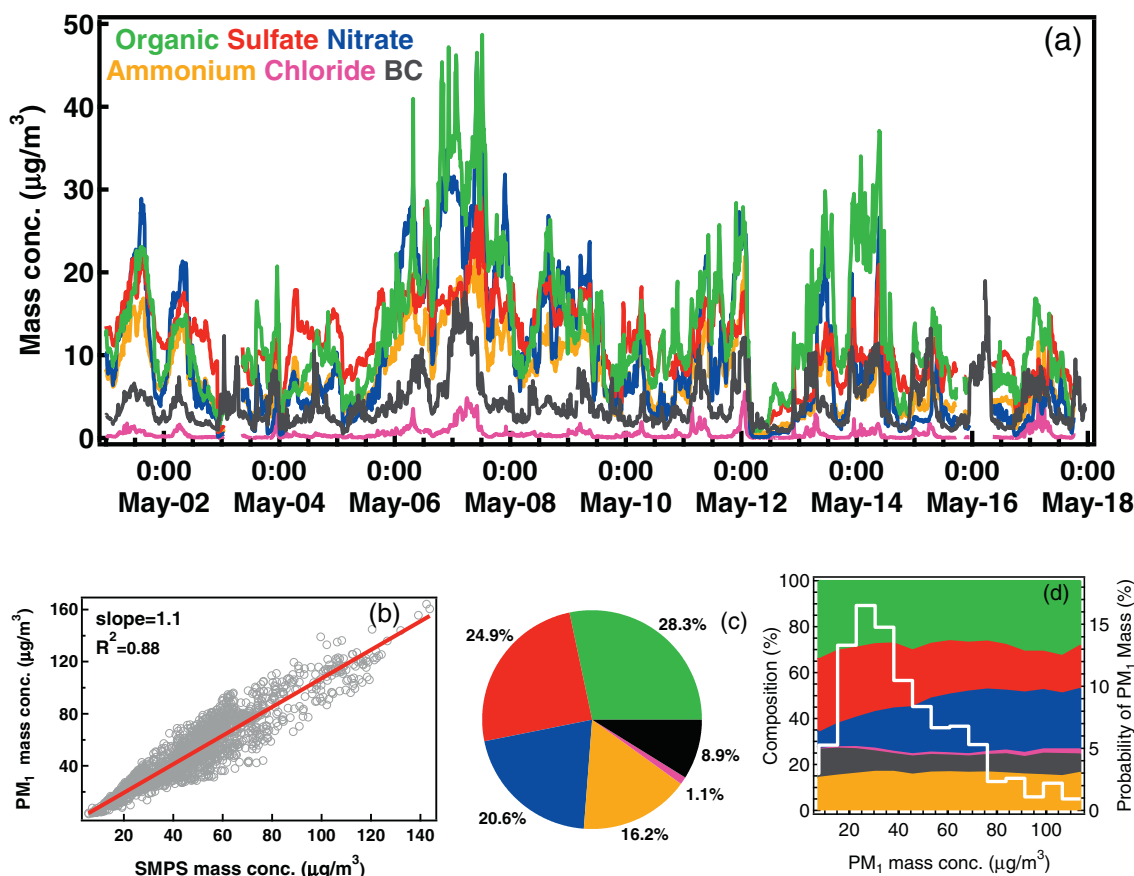 (a)
Organic Sulfate Nitrate
Ammonium Chloride BC
Mass conc. (μg/m³)
50
40
30
20
10
0
0:00 0:00 0:00 0:00 0:00 0:00 0:00 0:00 0:00
May-02 May-04 May-06 May-08 May-10 May-12 May-14 May-16 May-18
(b)
slope=1.1
R²=0.88
PM₁ mass conc. (μg/m³)
160
120
80
40
20 40 60 80 100 120 140
SMPS mass conc. (μg/m³)
(c)
28.3%
24.9%
8.9%
1.1%
20.6%
16.2%
(d)
Composition (%)
100
80
60
40
20
0
Probability of PM₁ Mass (%)
15
10
5
0
20 40 60 80 100
PM₁ mass conc. (μg/m³)